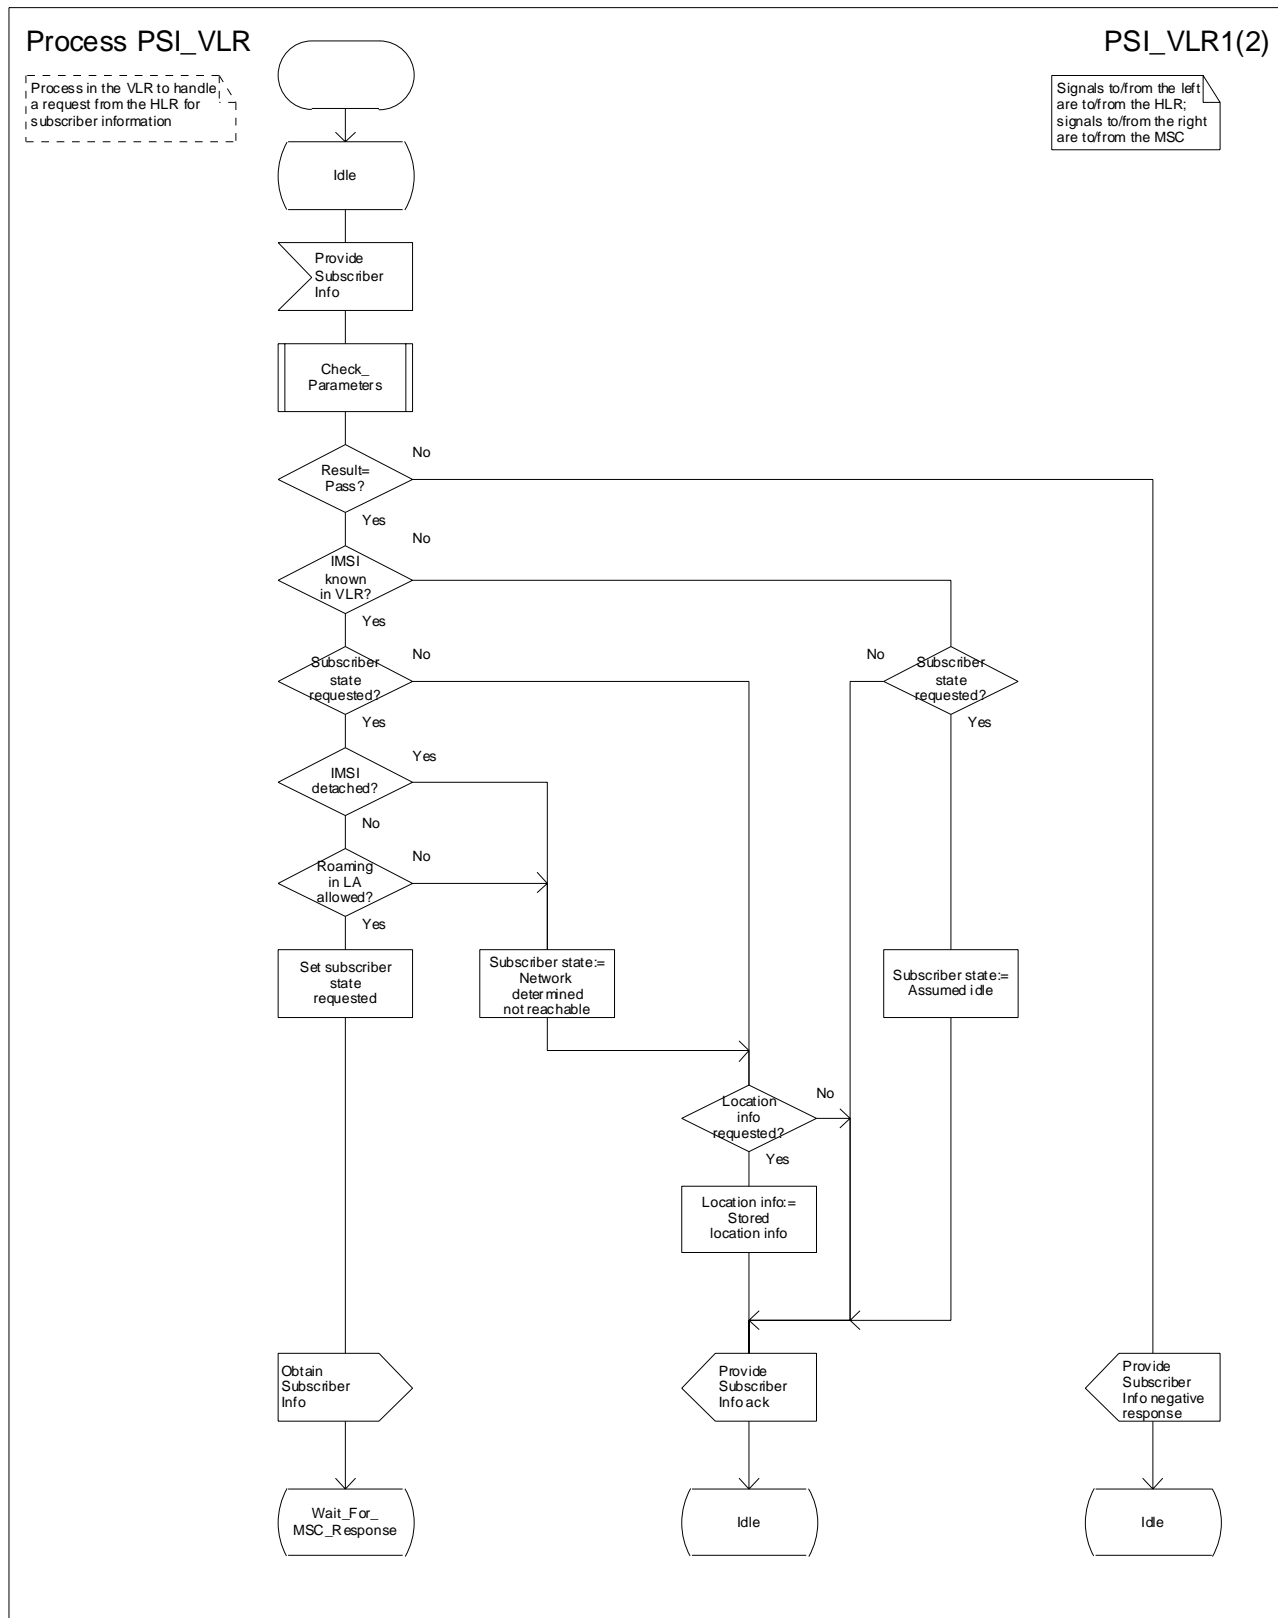 Process PSI_VLR
PSI_VLR1(2)
Process in the VLR to handle
a request from the HLR for
subscriber information
Signals to/from the left
are to/from the HLR;
signals to/from the right
are to/from the MSC
Idle
Provide
Subscriber
Info
Check_
Parameters
No
Result=
Pass?
Yes
No
IMSI
known
in VLR?
Yes
No
Subscriber
state
requested?
Yes
No
Subscriber
state
requested?
Yes
Yes
IMSI
detached?
No
No
Roaming
in LA
allowed?
Yes
Set subscriber
state
requested
Subscriber state:=
Network
determined
not reachable
Subscriber state:=
Assumed idle
No
Location
info
requested?
Yes
Location info:=
Stored
location info
Obtain
Subscriber
Info
Provide
Subscriber
Info ack
Provide
Subscriber
Info negative
response
Wait_For_
MSC_Response
Idle
Idle